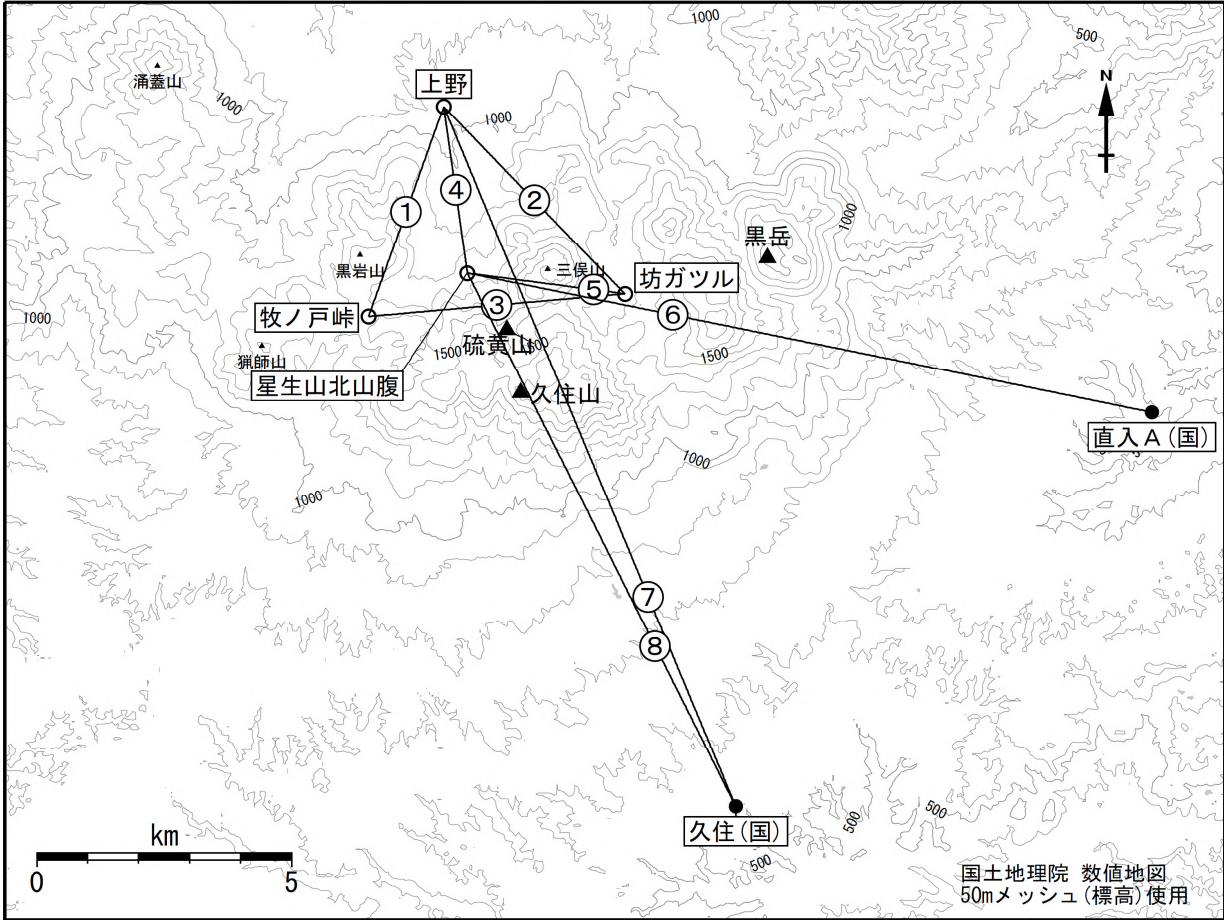 1000
500
涌蓋山
上野
N
1000
1000
④
②
①
1000
黒岳
黒岩山
三俣山
坊ガツル
⑤
牧ノ戸峠
③
⑥
1000
硫黄山
1500
1500
1500
猟師山
星生山北山腹
久住山
直入A(国)
1000
1000
⑦
⑧
久住(国)
500
500
500
km
0
5
国土地理院 数値地図
50mメッシュ(標高)使用